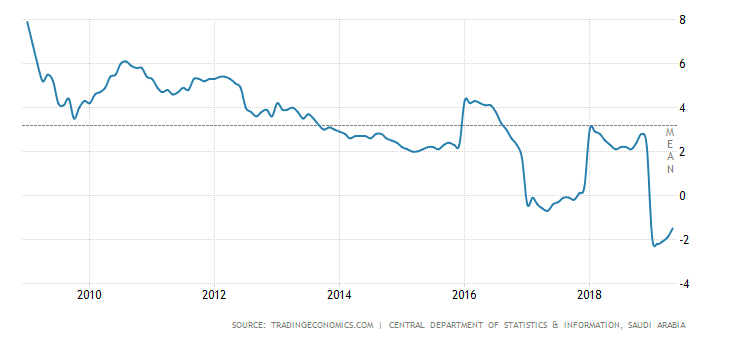 8
6
4
MEAN
2
0
-2
-4
2010 2012 2014 2016 2018
SOURCE: TRADINGECONOMICS.COM | CENTRAL DEPARTMENT OF STATISTICS & INFORMATION, SAUDI ARABIA